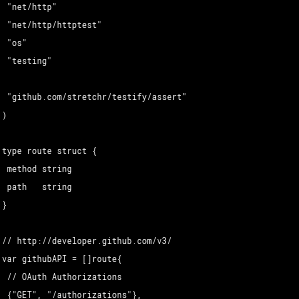 "net/http"
"net/http/httptest"
"os"
"testing"

"github.com/stretchr/testify/assert"
)

type route struct {
method string
path   string
}

// http://developer.github.com/v3/
var githubAPI = []route{
// OAuth Authorizations
{"GET", "/authorizations"},